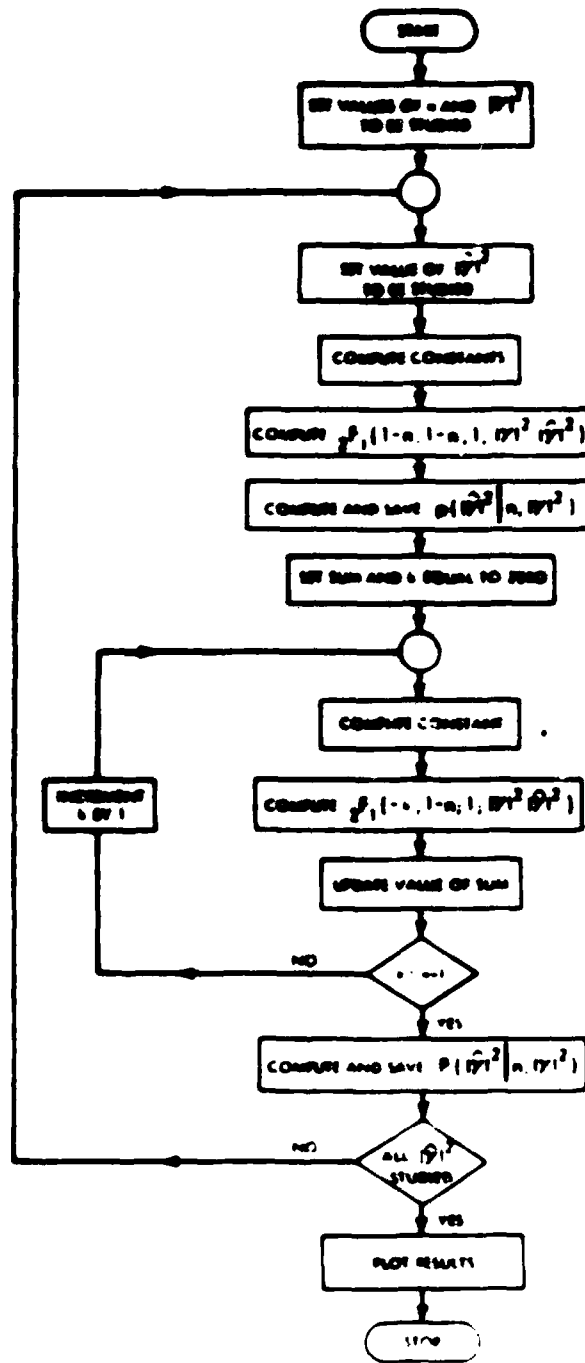 START
SET VALUES OF n AND |γ|²
TO BE STUDIED
SET VALUE OF |γ̂|²
TO BE STUDIED
COMPUTE CONSTANTS
COMPUTE ₂F₁(1-n, 1-n, 1, |γ|² |γ̂|²)
COMPUTE AND SAVE p(|γ̂|² | n, |γ|²)
SET SUM AND k EQUAL TO ZERO
COMPUTE CONSTANT
INCREMENT
k BY 1
COMPUTE ₂F₁(-k, 1-n; 1; |γ|² |γ̂|²)
UPDATE VALUE OF SUM
NO
YES
COMPUTE AND SAVE P(|γ̂|² | n, |γ|²)
NO
ALL |γ̂|²
STUDIED
YES
PLOT RESULTS
STOP